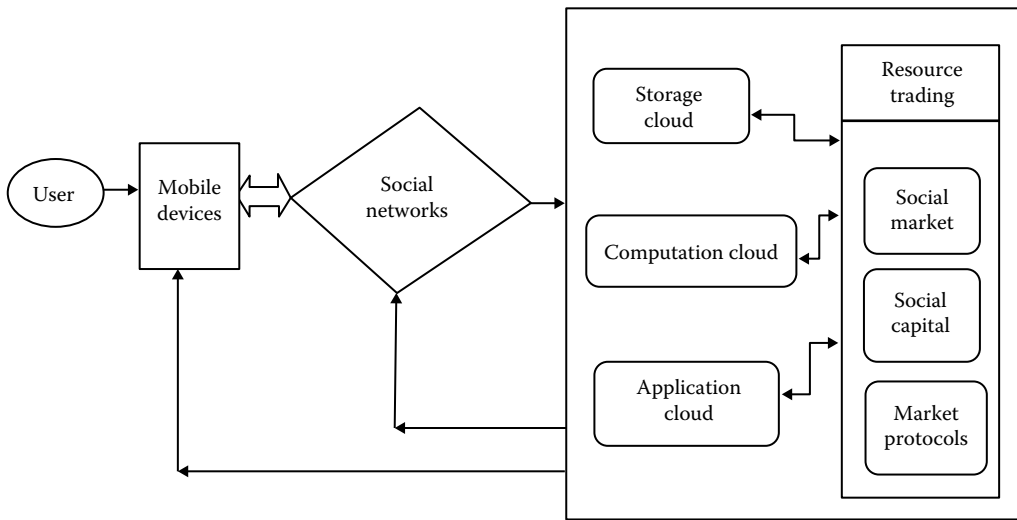 User
Mobile
devices
Social
networks
Storage
cloud
Computation cloud
Application
cloud
Resource
trading
Social
market
Social
capital
Market
protocols